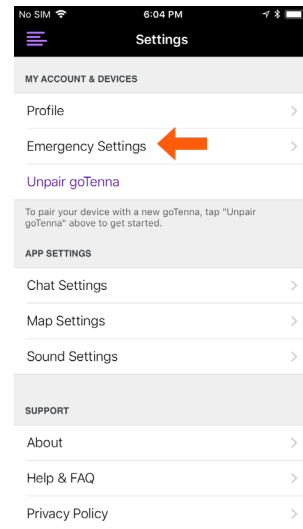 No SIM 6:04 PM
Settings
MY ACCOUNT & DEVICES
Profile
Emergency Settings
Unpair goTenna
To pair your device with a new goTenna, tap "Unpair
goTenna" above to get started.
APP SETTINGS
Chat Settings
Map Settings
Sound Settings
SUPPORT
About
Help & FAQ
Privacy Policy